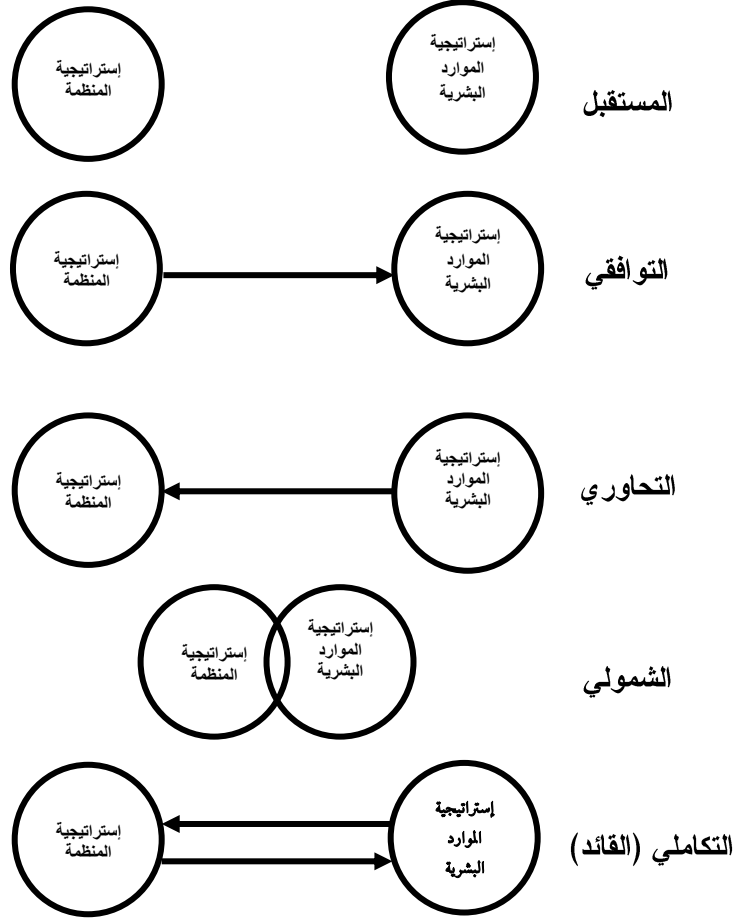 إستراتيجية
الموارد
البشرية
إستراتيجية
المنظمة
المستقبل
إستراتيجية
الموارد
البشرية
إستراتيجية
المنظمة
التوافقي
إستراتيجية
الموارد
البشرية
إستراتيجية
المنظمة
التحاوري
إستراتيجية
الموارد
البشرية
إستراتيجية
المنظمة
الشمولي
إستراتيجية
الموارد
البشرية
إستراتيجية
المنظمة
التكاملي (القائد)